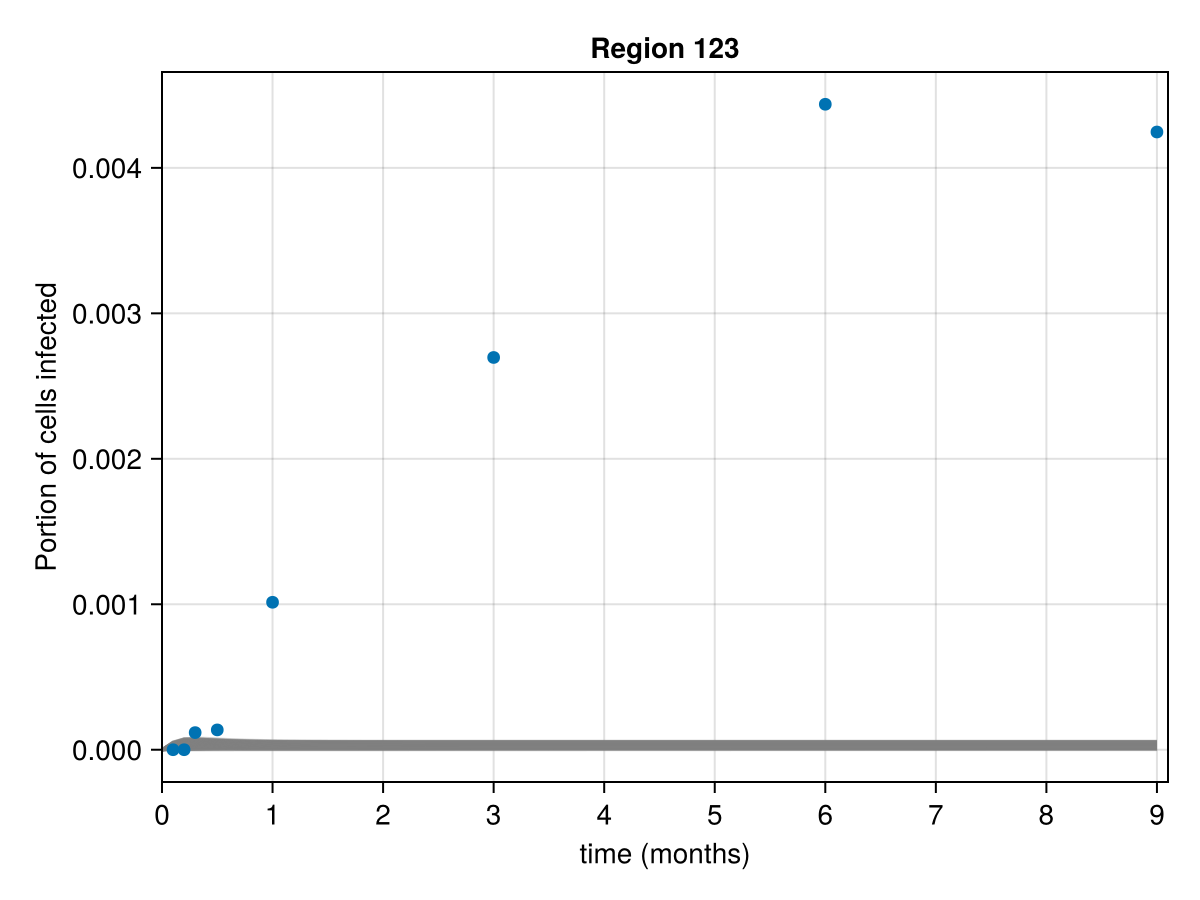 Region 123
Portion of cells infected
0.004
0.003
0.002
0.001
0.000
0 1 2 3 4 5 6 7 8 9
time (months)